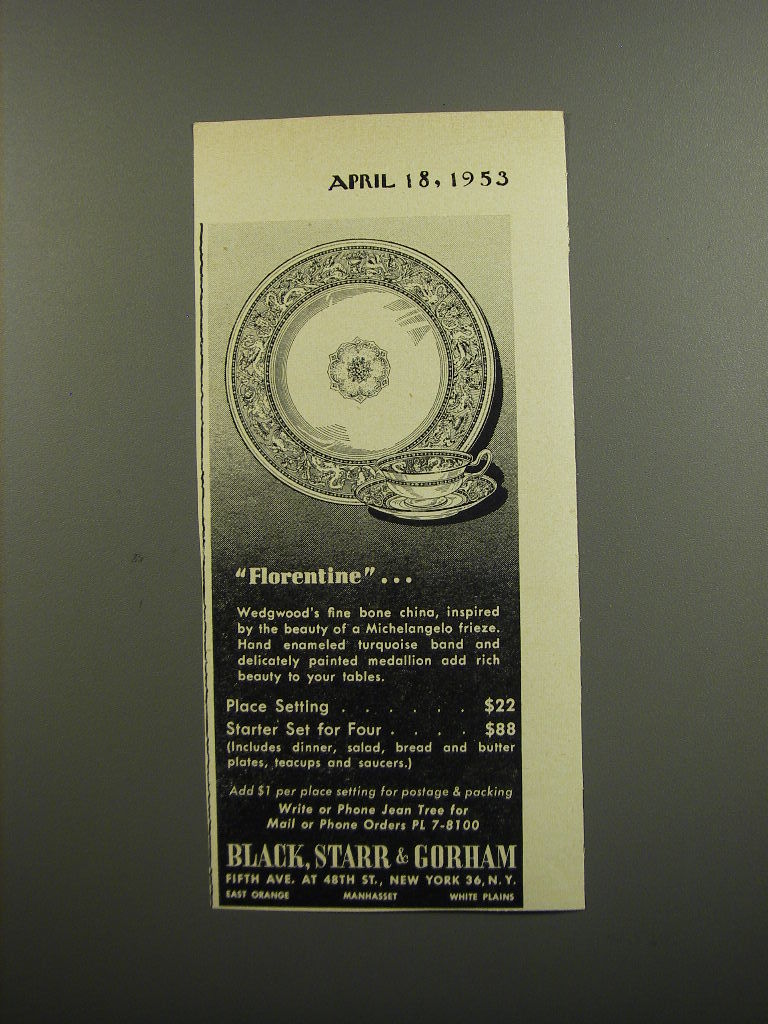 APRIL 18, 1953
"Florentine"...
Wedgwood's fine bone china, inspired
by the beauty of a Michelangelo frieze.
Hand enameled turquoise band and
delicately painted medallion add rich
beauty to your tables.
Place Setting . . . . . . $22
Starter Set for Four . . . . $88
(Includes dinner, salad, bread and butter
plates, teacups and saucers.)
Add $1 per place setting for postage & packing
Write or Phone Jean Tree for
Mail or Phone Orders PL 7-8100
BLACK, STARR & GORHAM
FIFTH AVE. AT 48TH ST., NEW YORK 36, N. Y.
EAST ORANGE MANHASSET WHITE PLAINS